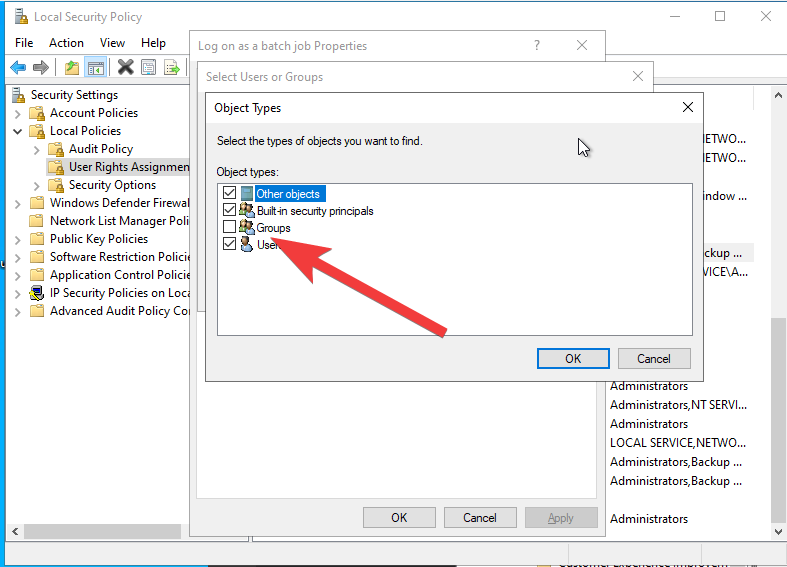 Local Security Policy
File Action View Help
Log on as a batch job Properties
?
Select Users or Groups
Object Types
Select the types of objects you want to find.
Object types:
Other objects
Built-in security principals
Groups
Users
OK
Cancel
Security Settings
Account Policies
Local Policies
Audit Policy
User Rights Assignmen
Security Options
Windows Defender Firewal
Network List Manager Poli
Public Key Policies
Software Restriction Policie
Application Control Policie
IP Security Policies on Loca
Advanced Audit Policy Con
,NETWO...
,NETWO...
indow ...
ackup ...
VICE\A...
Administrators
Administrators,NT SERVI...
Administrators
LOCAL SERVICE,NETWO...
Administrators,Backup ...
Administrators,Backup ...
Administrators
OK
Cancel
Apply